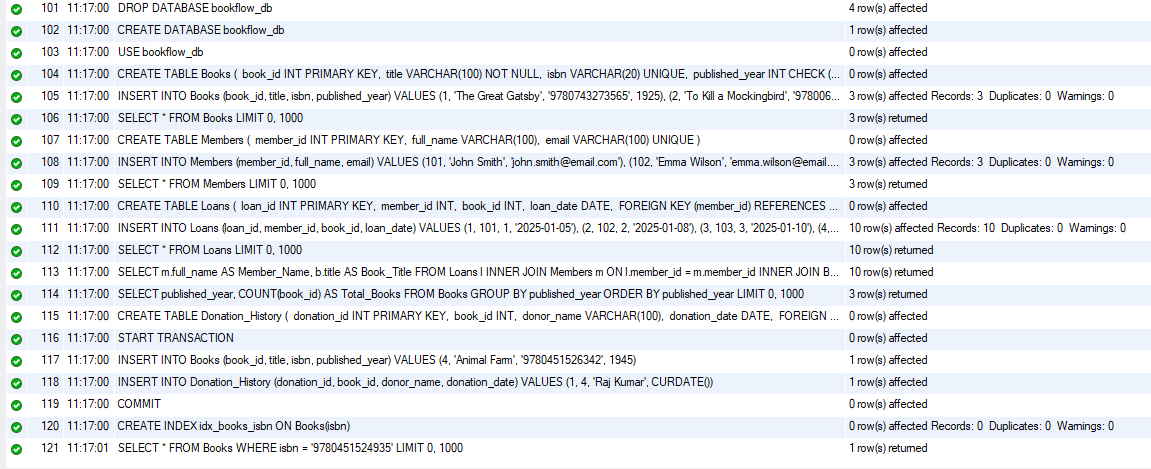 101 11:17:00 DROP DATABASE bookflow_db 4 row(s) affected
102 11:17:00 CREATE DATABASE bookflow_db 1 row(s) affected
103 11:17:00 USE bookflow_db 0 row(s) affected
104 11:17:00 CREATE TABLE Books ( book_id INT PRIMARY KEY, title VARCHAR(100) NOT NULL, isbn VARCHAR(20) UNIQUE, published_year INT CHECK (... 0 row(s) affected
105 11:17:00 INSERT INTO Books (book_id, title, isbn, published_year) VALUES (1, 'The Great Gatsby', '9780743273565', 1925), (2, 'To Kill a Mockingbird', '978006... 3 row(s) affected Records: 3 Duplicates: 0 Warnings: 0
106 11:17:00 SELECT * FROM Books LIMIT 0, 1000 3 row(s) returned
107 11:17:00 CREATE TABLE Members ( member_id INT PRIMARY KEY, full_name VARCHAR(100), email VARCHAR(100) UNIQUE ) 0 row(s) affected
108 11:17:00 INSERT INTO Members (member_id, full_name, email) VALUES (101, 'John Smith', 'john.smith@email.com'), (102, 'Emma Wilson', 'emma.wilson@email.... 3 row(s) affected Records: 3 Duplicates: 0 Warnings: 0
109 11:17:00 SELECT * FROM Members LIMIT 0, 1000 3 row(s) returned
110 11:17:00 CREATE TABLE Loans ( loan_id INT PRIMARY KEY, member_id INT, book_id INT, loan_date DATE, FOREIGN KEY (member_id) REFERENCES ... 0 row(s) affected
111 11:17:00 INSERT INTO Loans (loan_id, member_id, book_id, loan_date) VALUES (1, 101, 1, '2025-01-05'), (2, 102, 2, '2025-01-08'), (3, 103, 3, '2025-01-10'), (4,... 10 row(s) affected Records: 10 Duplicates: 0 Warnings: 0
112 11:17:00 SELECT * FROM Loans LIMIT 0, 1000 10 row(s) returned
113 11:17:00 SELECT m.full_name AS Member_Name, b.title AS Book_Title FROM Loans l INNER JOIN Members m ON l.member_id = m.member_id INNER JOIN B... 10 row(s) returned
114 11:17:00 SELECT published_year, COUNT(book_id) AS Total_Books FROM Books GROUP BY published_year ORDER BY published_year LIMIT 0, 1000 3 row(s) returned
115 11:17:00 CREATE TABLE Donation_History ( donation_id INT PRIMARY KEY, book_id INT, donor_name VARCHAR(100), donation_date DATE, FOREIGN ... 0 row(s) affected
116 11:17:00 START TRANSACTION 0 row(s) affected
117 11:17:00 INSERT INTO Books (book_id, title, isbn, published_year) VALUES (4, 'Animal Farm', '9780451526342', 1945) 1 row(s) affected
118 11:17:00 INSERT INTO Donation_History (donation_id, book_id, donor_name, donation_date) VALUES (1, 4, 'Raj Kumar', CURDATE()) 1 row(s) affected
119 11:17:00 COMMIT 0 row(s) affected
120 11:17:00 CREATE INDEX idx_books_isbn ON Books(isbn) 0 row(s) affected Records: 0 Duplicates: 0 Warnings: 0
121 11:17:01 SELECT * FROM Books WHERE isbn = '9780451524935' LIMIT 0, 1000 1 row(s) returned